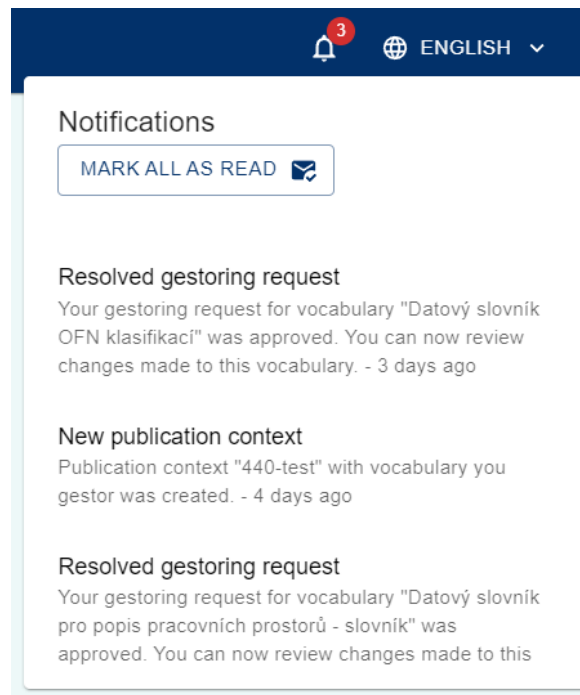 3
ENGLISH
Notifications
MARK ALL AS READ
Resolved gestoring request
Your gestoring request for vocabulary "Datový slovník
OFN klasifikací" was approved. You can now review
changes made to this vocabulary. - 3 days ago
New publication context
Publication context "440-test" with vocabulary you
gestor was created. - 4 days ago
Resolved gestoring request
Your gestoring request for vocabulary "Datový slovník
pro popis pracovních prostorů - slovník" was
approved. You can now review changes made to this